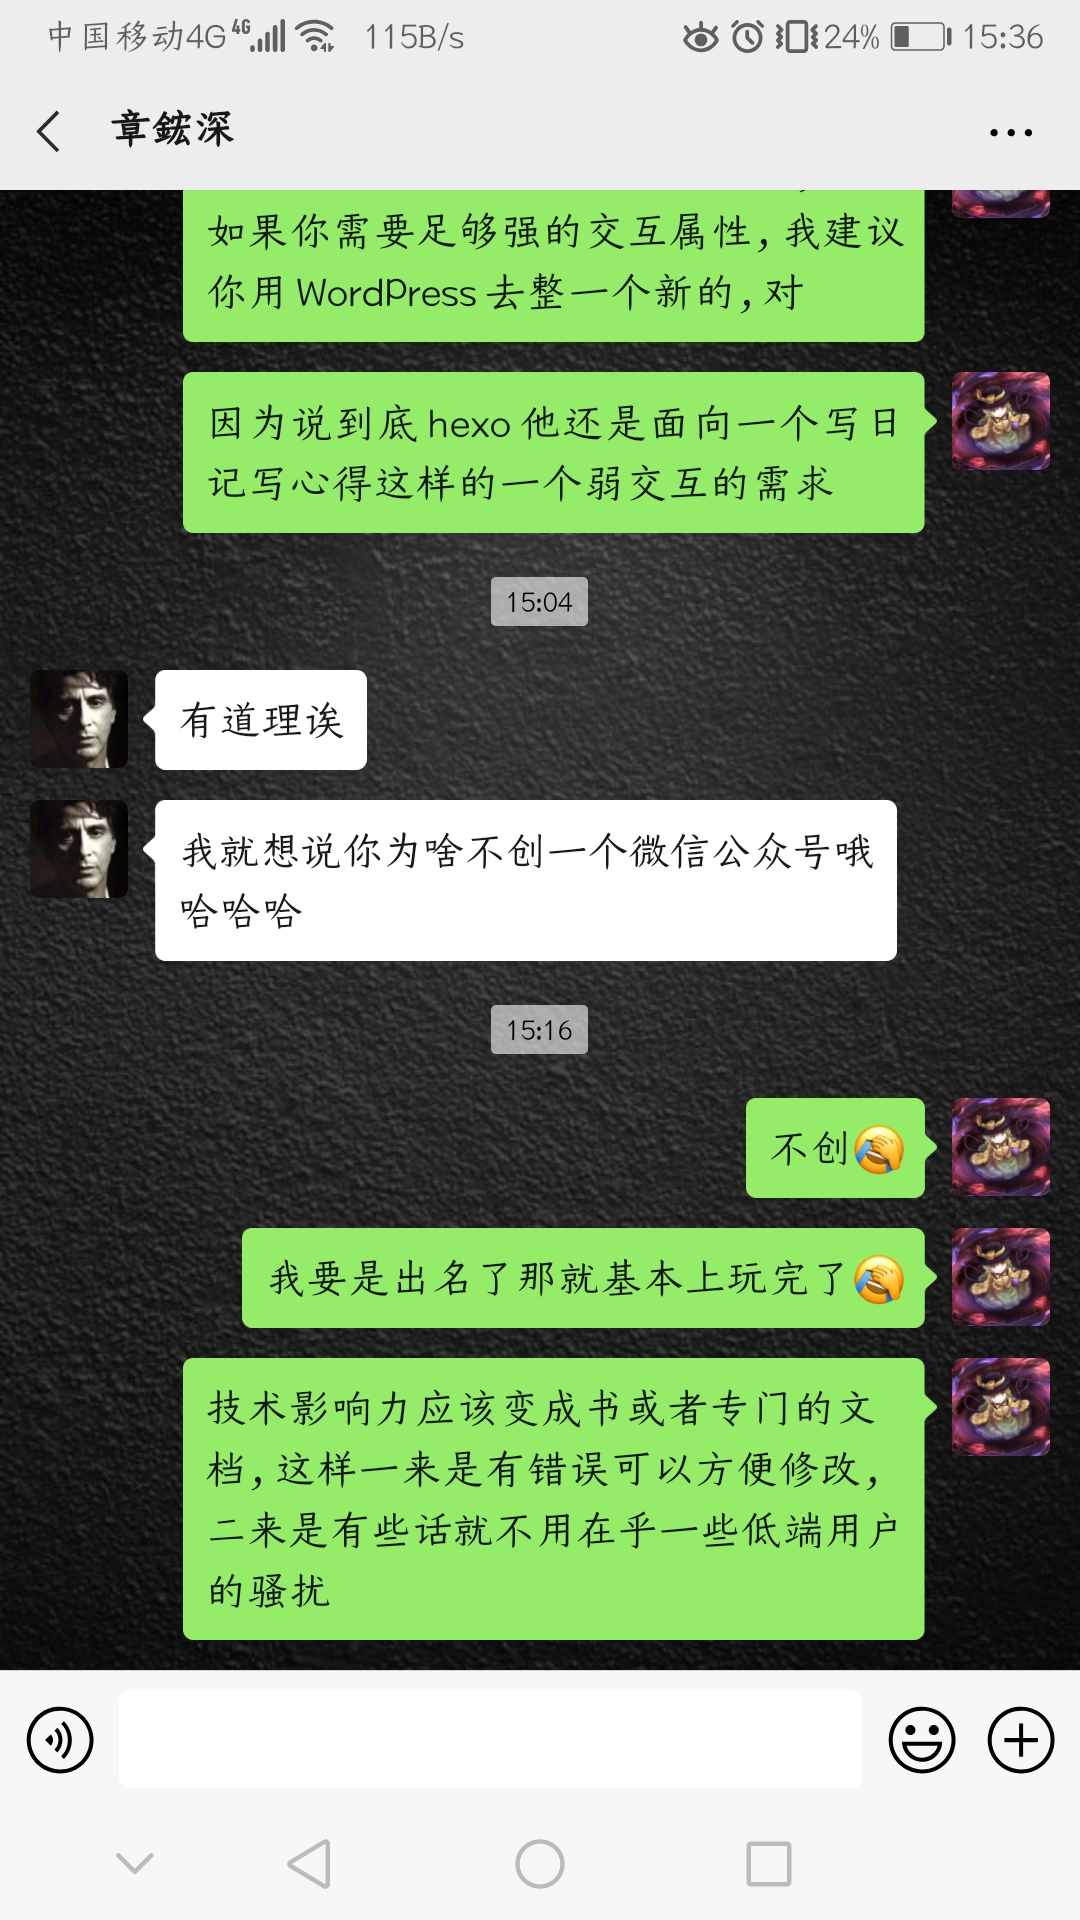 中国移动4G 4G 115B/s 24% 15:36
章鋐深
如果你需要足够强的交互属性,我建议
你用 WordPress 去整一个新的,对
因为说到底 hexo 他还是面向一个写日
记写心得这样的一个弱交互的需求
15:04
有道理诶
我就想说你为啥不创一个微信公众号哦
哈哈哈
15:16
不创🤦
我要是出名了那就基本上玩完了🤦
技术影响力应该变成书或者专门的文
档,这样一来是有错误可以方便修改,
二来是有些话就不用在乎一些低端用户
的骚扰